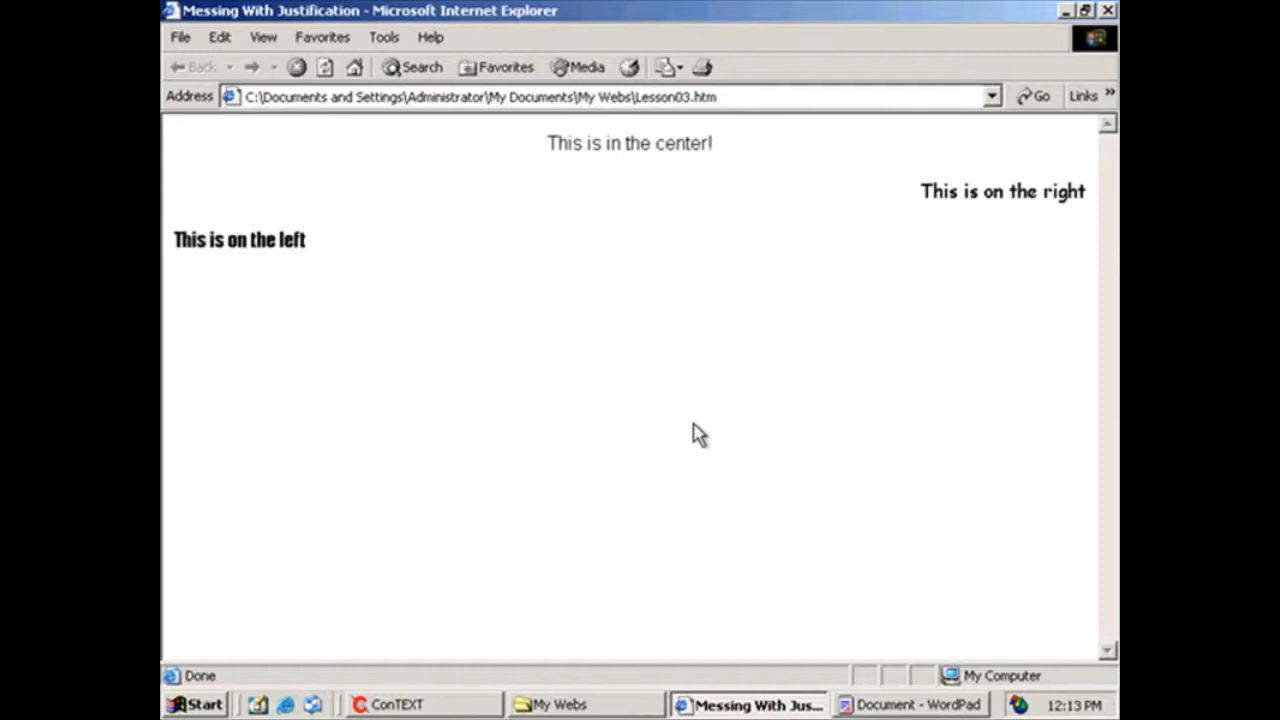 Messing With Justification - Microsoft Internet Explorer
File Edit View Favorites Tools Help
Back Search Favorites Media
Address C:\Documents and Settings\Administrator\My Documents\My Webs\Lesson03.htm Go Links »
This is in the center!
This is on the right
This is on the left
Done My Computer
Start ConTEXT My Webs Messing With Jus... Document - WordPad 12:13 PM